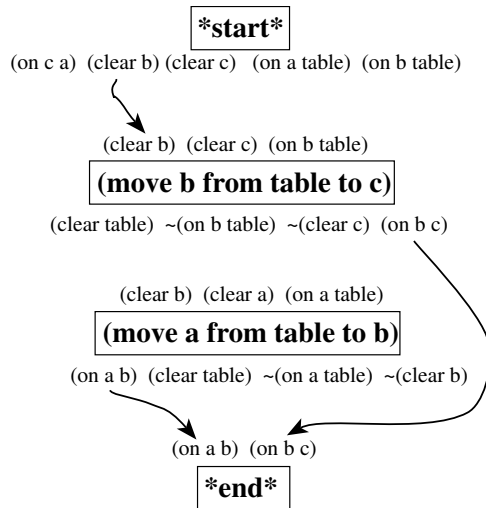 *start*
(on c a) (clear b) (clear c) (on a table) (on b table)
(clear b) (clear c) (on b table)
(move b from table to c)
(clear table) ~(on b table) ~(clear c) (on b c)
(clear b) (clear a) (on a table)
(move a from table to b)
(on a b) (clear table) ~(on a table) ~(clear b)
(on a b) (on b c)
*end*